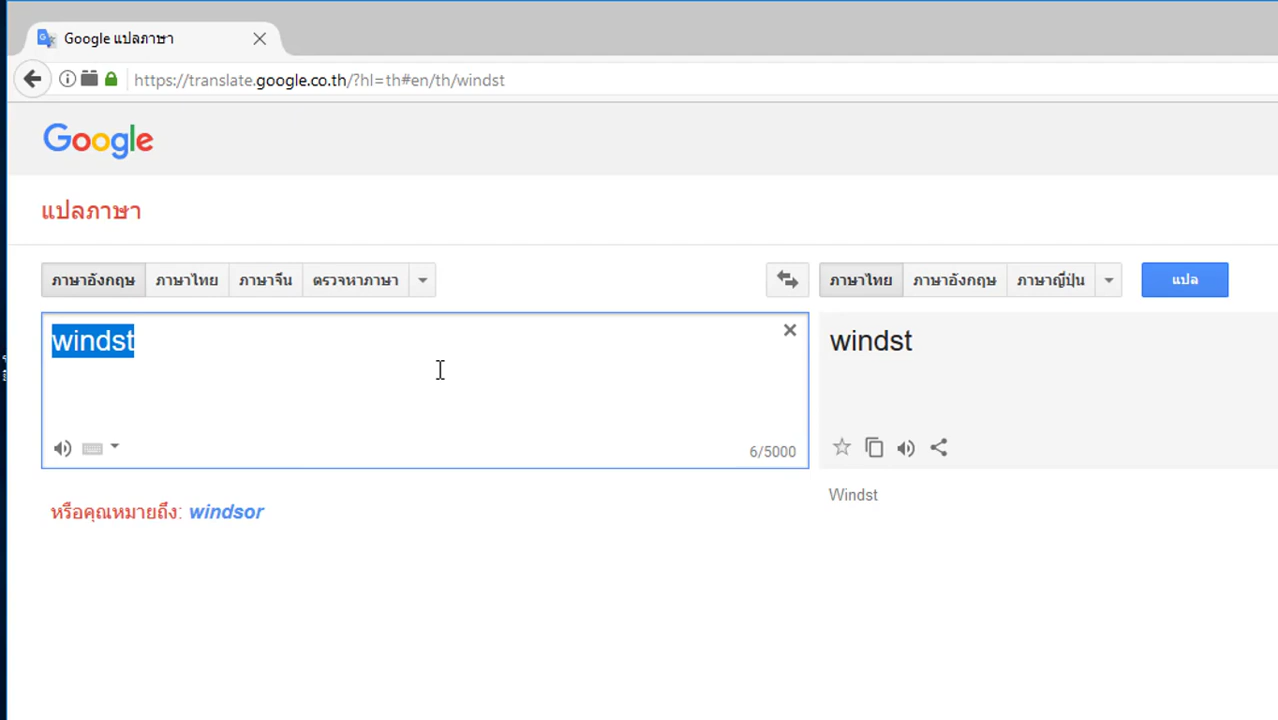 Google แปลภาษา
https://translate.google.co.th/?hl=th#en/th/windst
Google
แปลภาษา
ภาษาอังกฤษ ภาษาไทย ภาษาจีน ตรวจหาภาษา
ภาษาไทย ภาษาอังกฤษ ภาษาญี่ปุ่น แปล
windst
6/5000
หรือคุณหมายถึง: windsor
windst
Windst